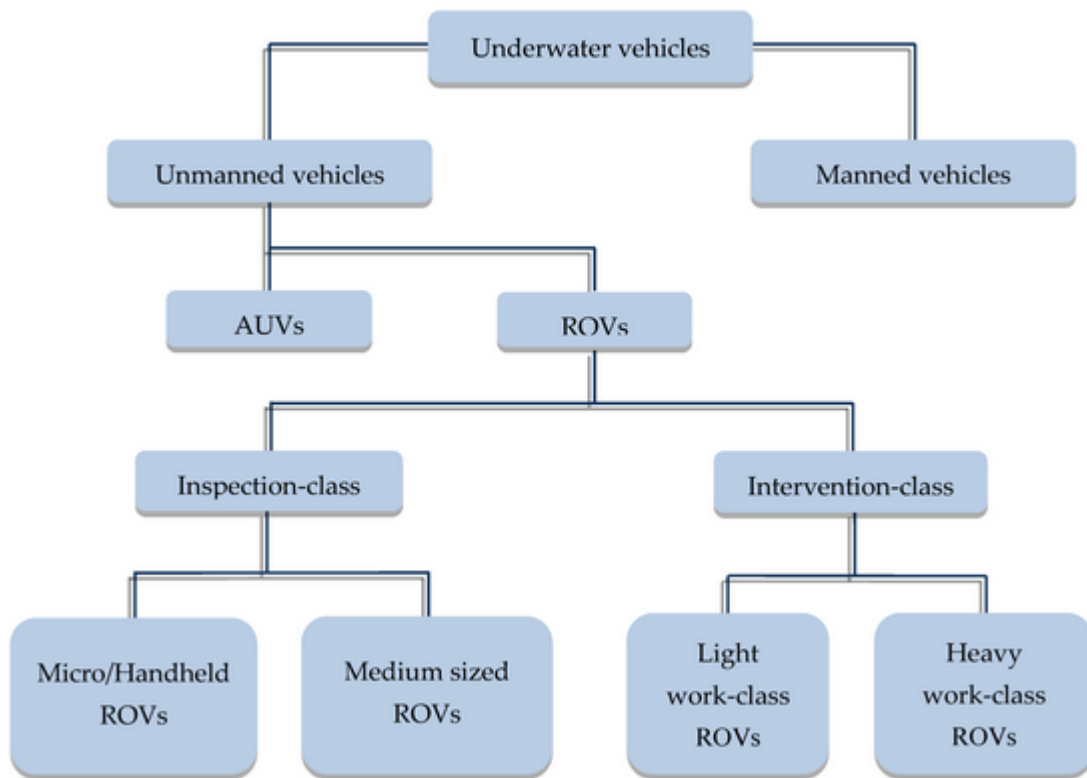 Underwater vehicles
Unmanned vehicles
Manned vehicles
AUVs
ROVs
Inspection-class
Intervention-class
Micro/Handheld
ROVs
Medium sized
ROVs
Light
work-class
ROVs
Heavy
work-class
ROVs